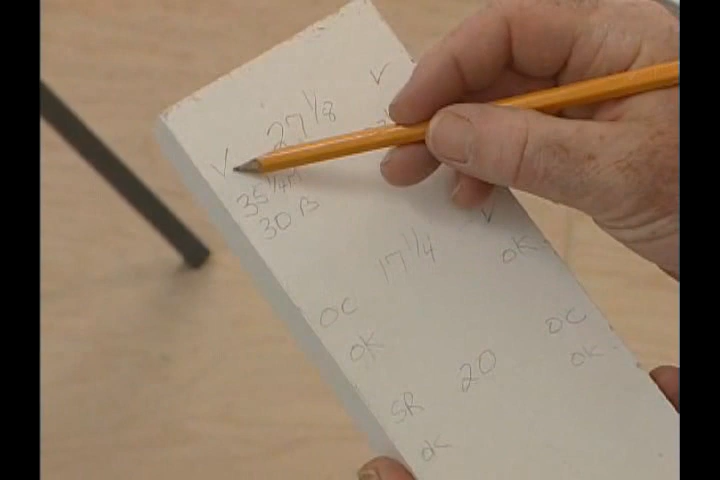 V
27 1/8 V
35 1/4 B
30 B
V
17 1/4 OK
OC
OK
OC
20 OK
SR
OK